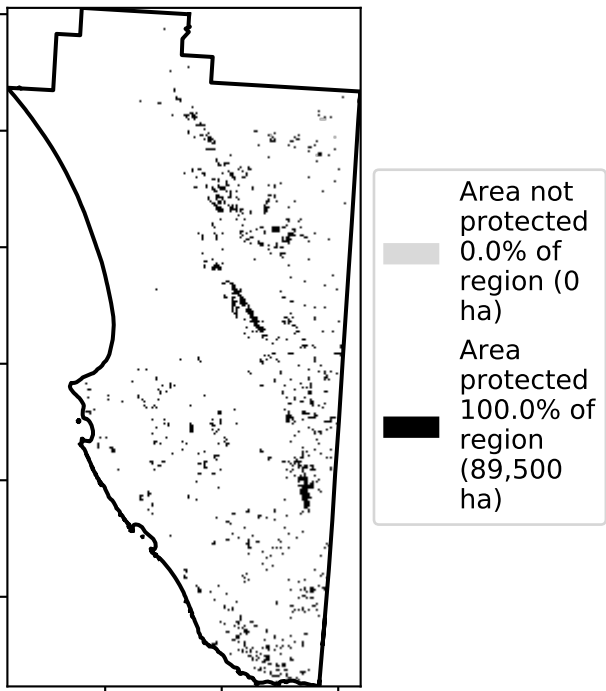 Area not
protected
0.0% of
region (0
ha)
Area
protected
100.0% of
region
(89,500
ha)